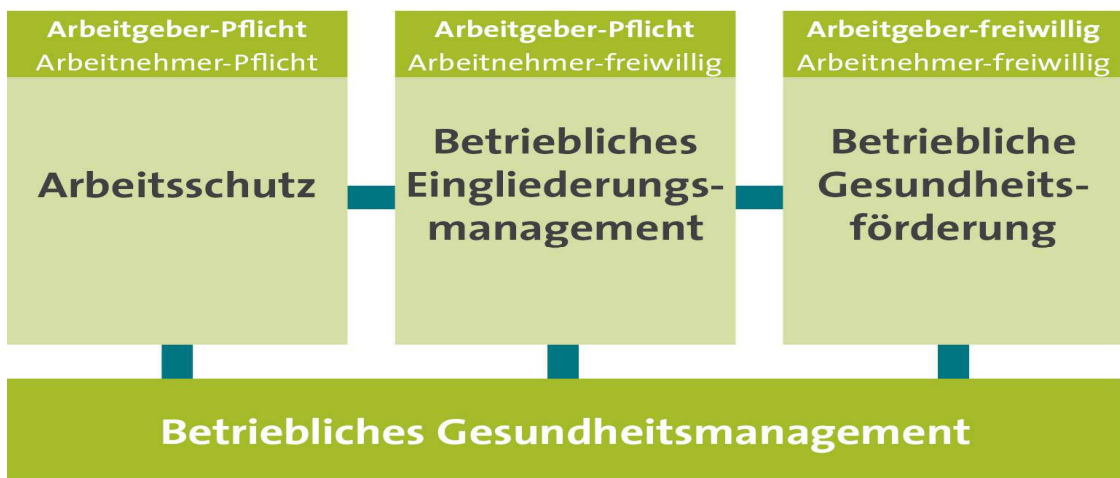 Arbeitgeber-Pflicht
Arbeitnehmer-Pflicht
Arbeitsschutz
Arbeitgeber-Pflicht
Arbeitnehmer-freiwillig
Betriebliches
Eingliederungs-
management
Arbeitgeber-freiwillig
Arbeitnehmer-freiwillig
Betriebliche
Gesundheits-
förderung
Betriebliches Gesundheitsmanagement